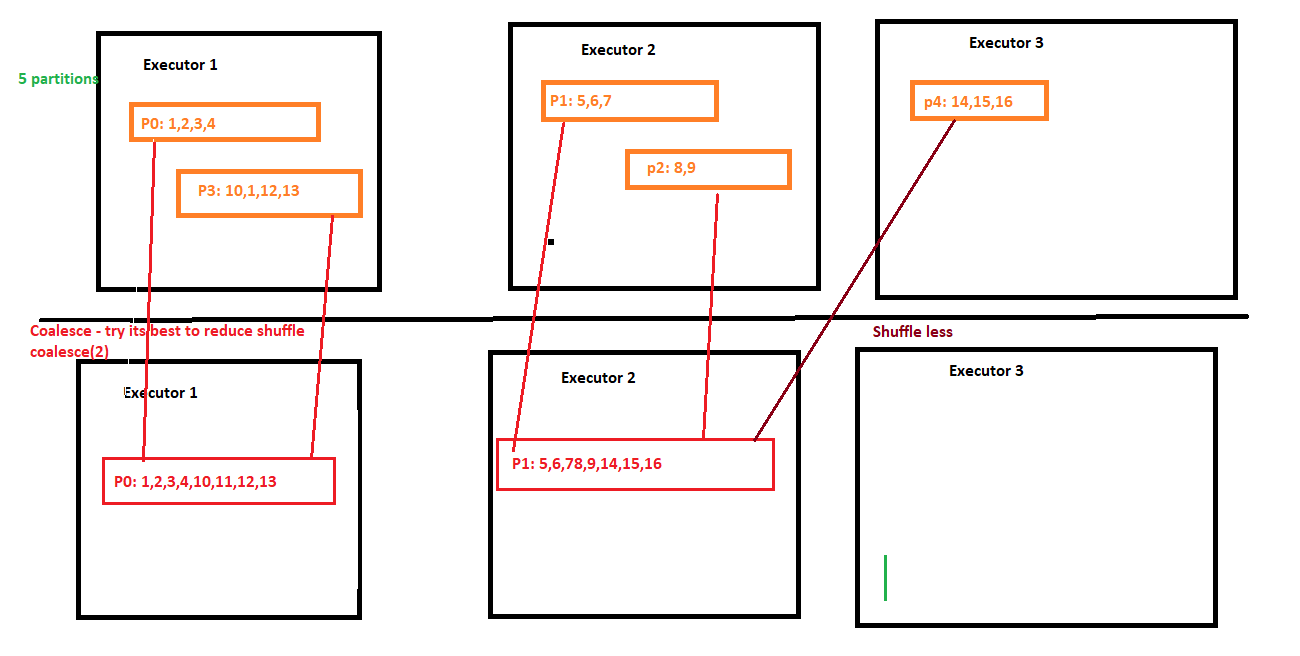 Executor 1
Executor 2
Executor 3
5 partitions
P0: 1,2,3,4
P1: 5,6,7
p4: 14,15,16
P3: 10,1,12,13
p2: 8,9
Coalesce - try its best to reduce shuffle
coalesce(2)
Shuffle less
Executor 1
Executor 2
Executor 3
P0: 1,2,3,4,10,11,12,13
P1: 5,6,78,9,14,15,16